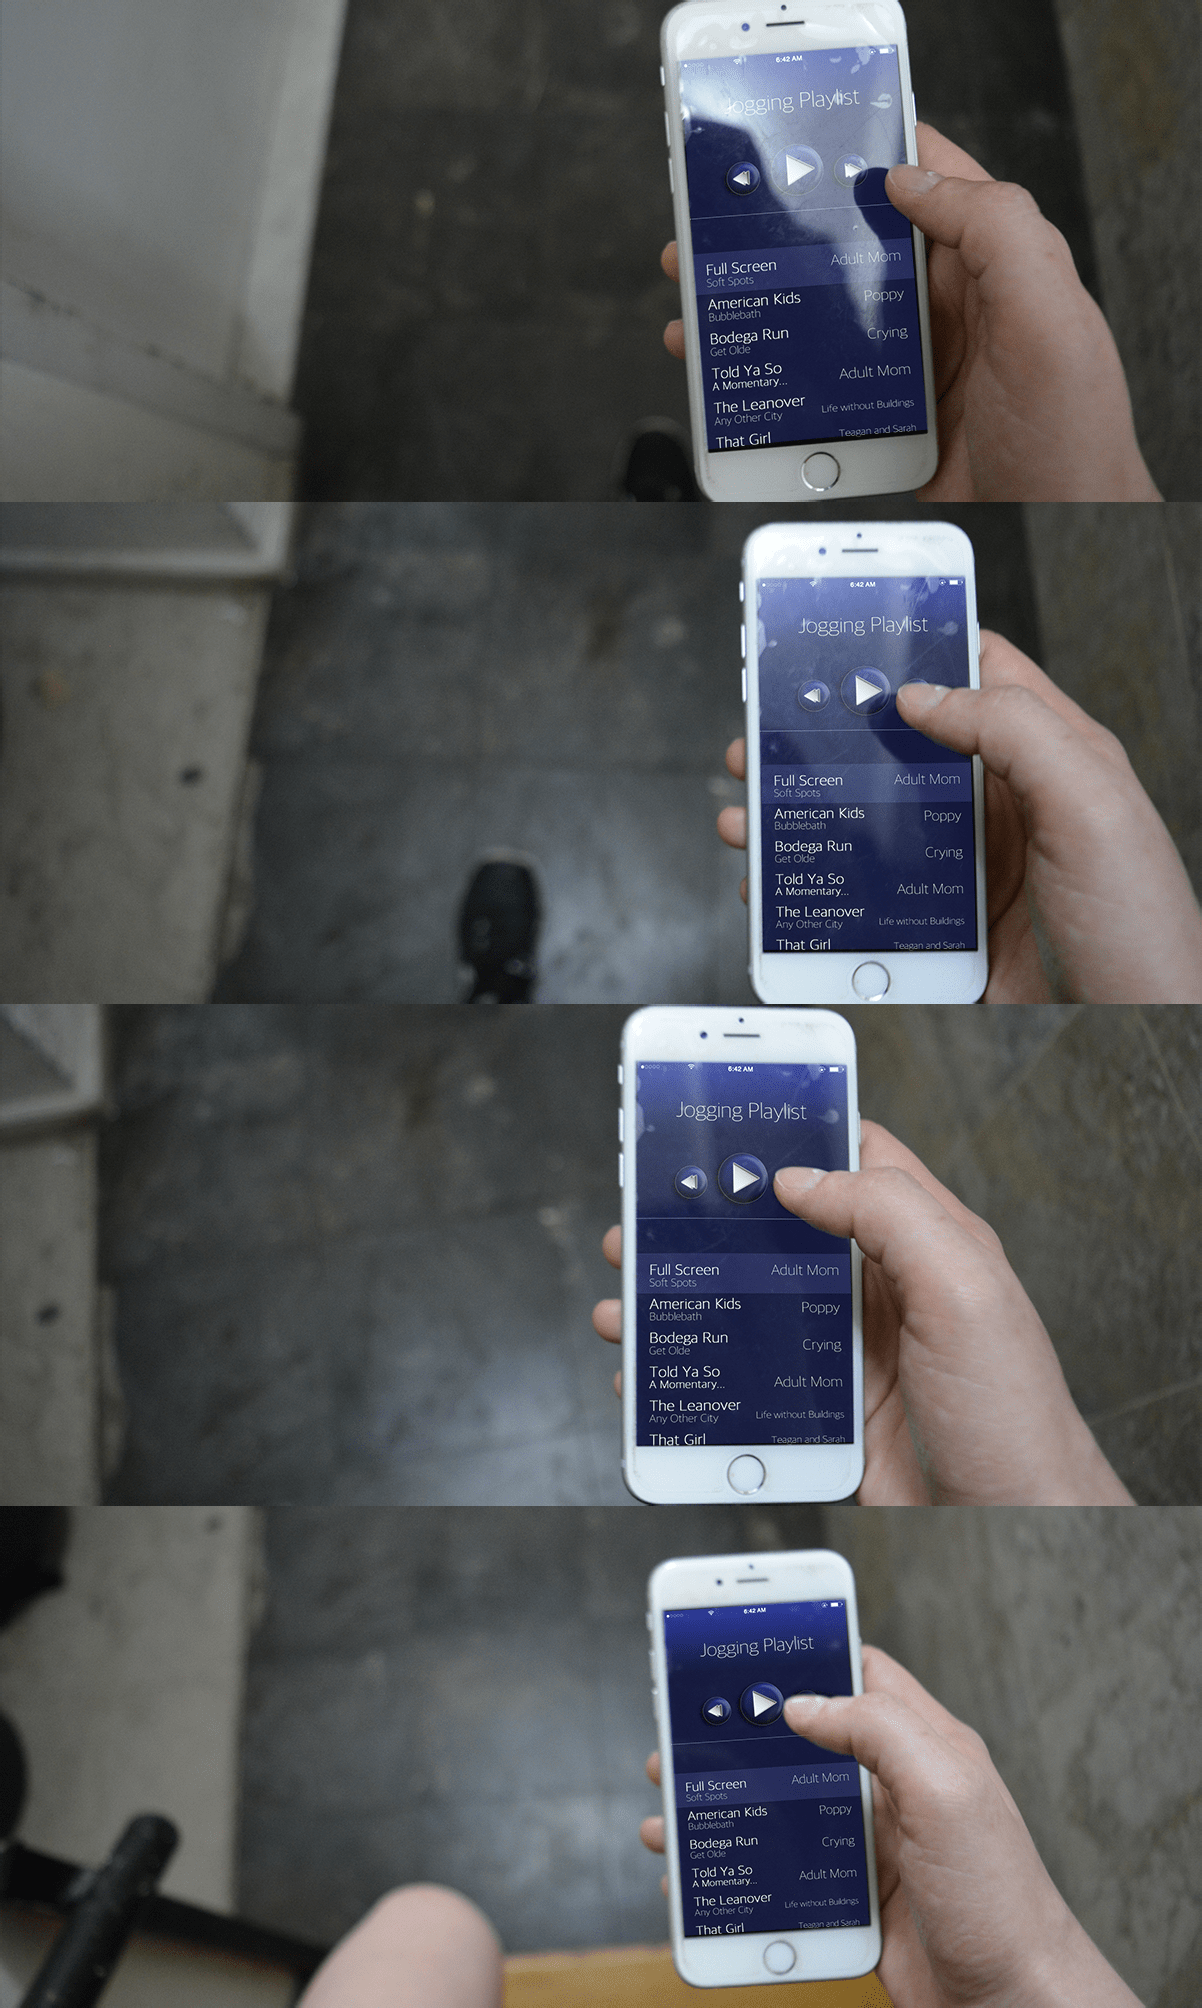 6:42 AM
Jogging Playlist
Full Screen Adult Mom
Soft Spots
American Kids Poppy
Bubblebath
Bodega Run Crying
Get Olde
Told Ya So Adult Mom
A Momentary...
The Leanover Life without Buildings
Any Other City
That Girl Teagan and Sarah
6:42 AM
Jogging Playlist
Full Screen Adult Mom
Soft Spots
American Kids Poppy
Bubblebath
Bodega Run Crying
Get Olde
Told Ya So Adult Mom
A Momentary...
The Leanover Life without Buildings
Any Other City
That Girl Teagan and Sarah
6:42 AM
Jogging Playlist
Full Screen Adult Mom
Soft Spots
American Kids Poppy
Bubblebath
Bodega Run Crying
Get Olde
Told Ya So Adult Mom
A Momentary...
The Leanover Life without Buildings
Any Other City
That Girl Teagan and Sarah
6:42 AM
Jogging Playlist
Full Screen Adult Mom
Soft Spots
American Kids Poppy
Bubblebath
Bodega Run Crying
Get Olde
Told Ya So Adult Mom
A Momentary...
The Leanover Life without Buildings
Any Other City
That Girl Teagan and Sarah